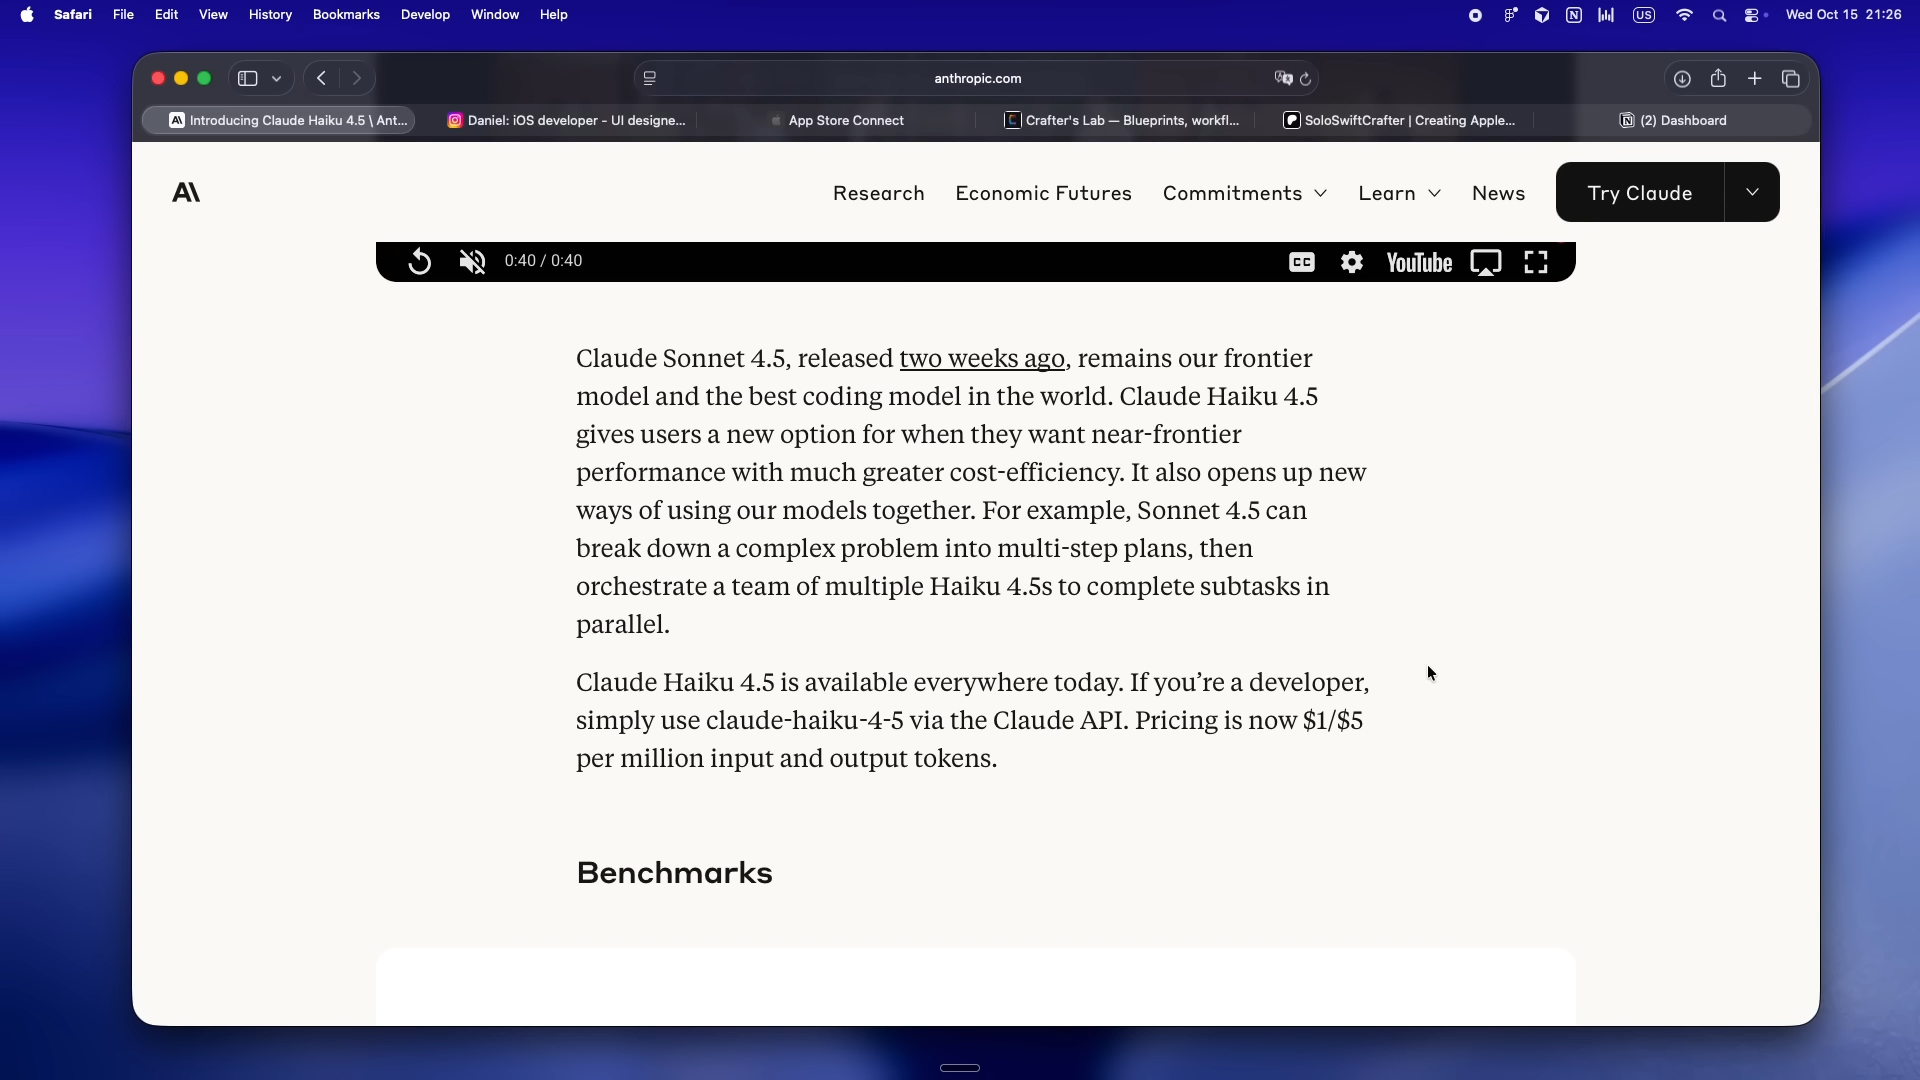 Safari File Edit View History Bookmarks Develop Window Help US Wed Oct 15 21:26
anthropic.com
Introducing Claude Haiku 4.5 \ Ant... Daniel: iOS developer - UI designe... App Store Connect Crafter's Lab — Blueprints, workfl... SoloSwiftCrafter | Creating Apple... (2) Dashboard
A\ Research Economic Futures Commitments Learn News Try Claude
0:40 / 0:40 CC YouTube
Claude Sonnet 4.5, released two weeks ago, remains our frontier
model and the best coding model in the world. Claude Haiku 4.5
gives users a new option for when they want near-frontier
performance with much greater cost-efficiency. It also opens up new
ways of using our models together. For example, Sonnet 4.5 can
break down a complex problem into multi-step plans, then
orchestrate a team of multiple Haiku 4.5s to complete subtasks in
parallel.
Claude Haiku 4.5 is available everywhere today. If you’re a developer,
simply use claude-haiku-4-5 via the Claude API. Pricing is now $1/$5
per million input and output tokens.
Benchmarks